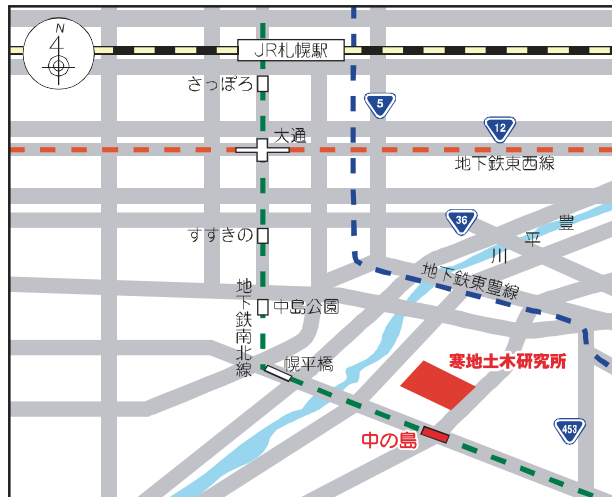 N
JR札幌駅
さっぽろ
5
大通
12
地下鉄東西線
すすきの
36
豊平川
地下鉄東豊線
地下鉄南北線
中島公園
幌平橋
寒地土木研究所
中の島
453